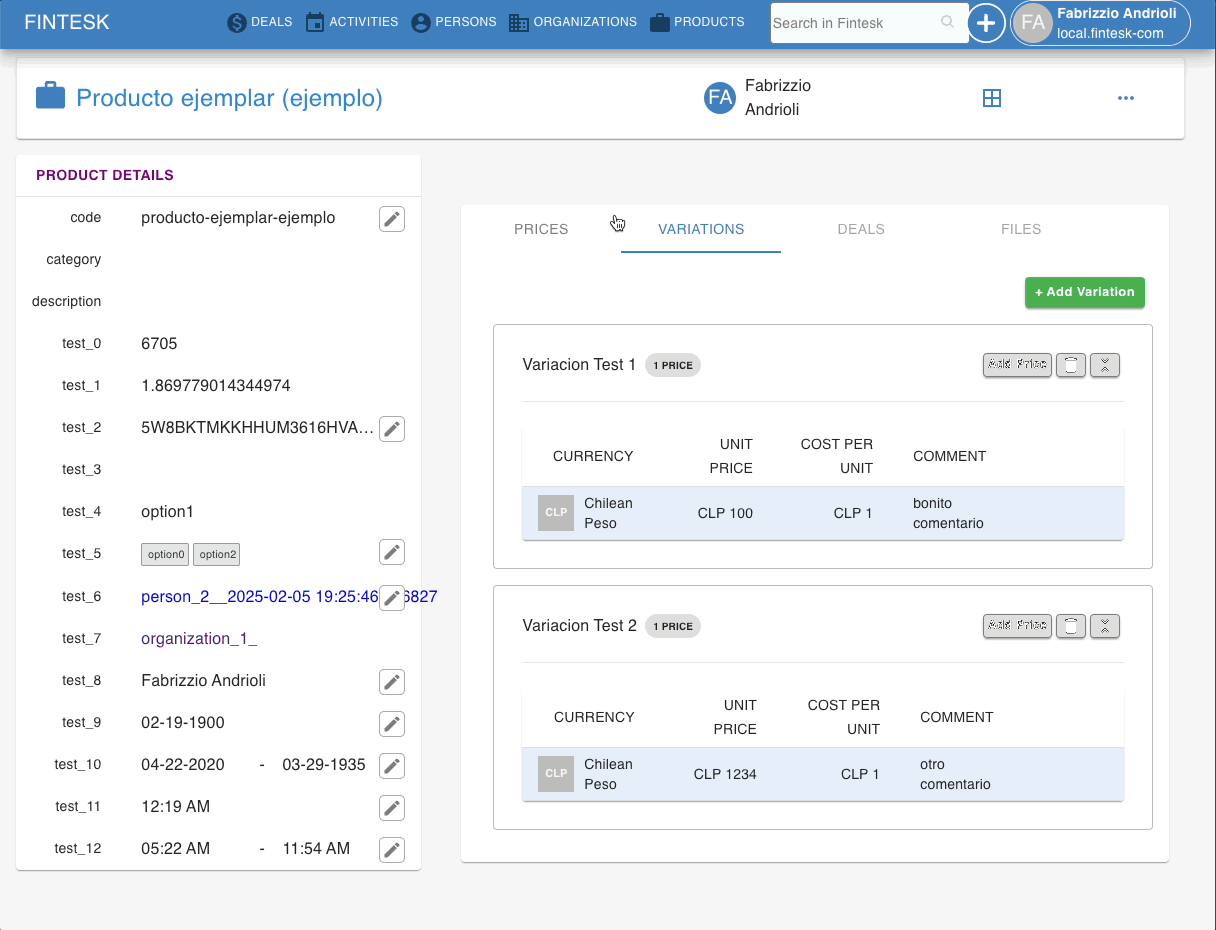 FINTESK
DEALS
ACTIVITIES
PERSONS
ORGANIZATIONS
PRODUCTS
Search in Fintesk
FA
Fabrizzio Andrioli
local.fintesk-com
Producto ejemplar (ejemplo)
FA
Fabrizzio
Andrioli
PRODUCT DETAILS
code producto-ejemplar-ejemplo
category
description
test_0 6705
test_1 1.869779014344974
test_2 5W8BKTMKKHHUM3616HVA...
test_3
test_4 option1
test_5 option0 option2
test_6 person_2__2025-02-05 19:25:46 6827
test_7 organization_1_
test_8 Fabrizzio Andrioli
test_9 02-19-1900
test_10 04-22-2020 - 03-29-1935
test_11 12:19 AM
test_12 05:22 AM - 11:54 AM
PRICES
VARIATIONS
DEALS
FILES
+ Add Variation
Variacion Test 1 1 PRICE Add Price
CURRENCY
UNIT
PRICE
COST PER
UNIT
COMMENT
CLP
Chilean
Peso
CLP 100
CLP 1
bonito
comentario
Variacion Test 2 1 PRICE Add Price
CURRENCY
UNIT
PRICE
COST PER
UNIT
COMMENT
CLP
Chilean
Peso
CLP 1234
CLP 1
otro
comentario